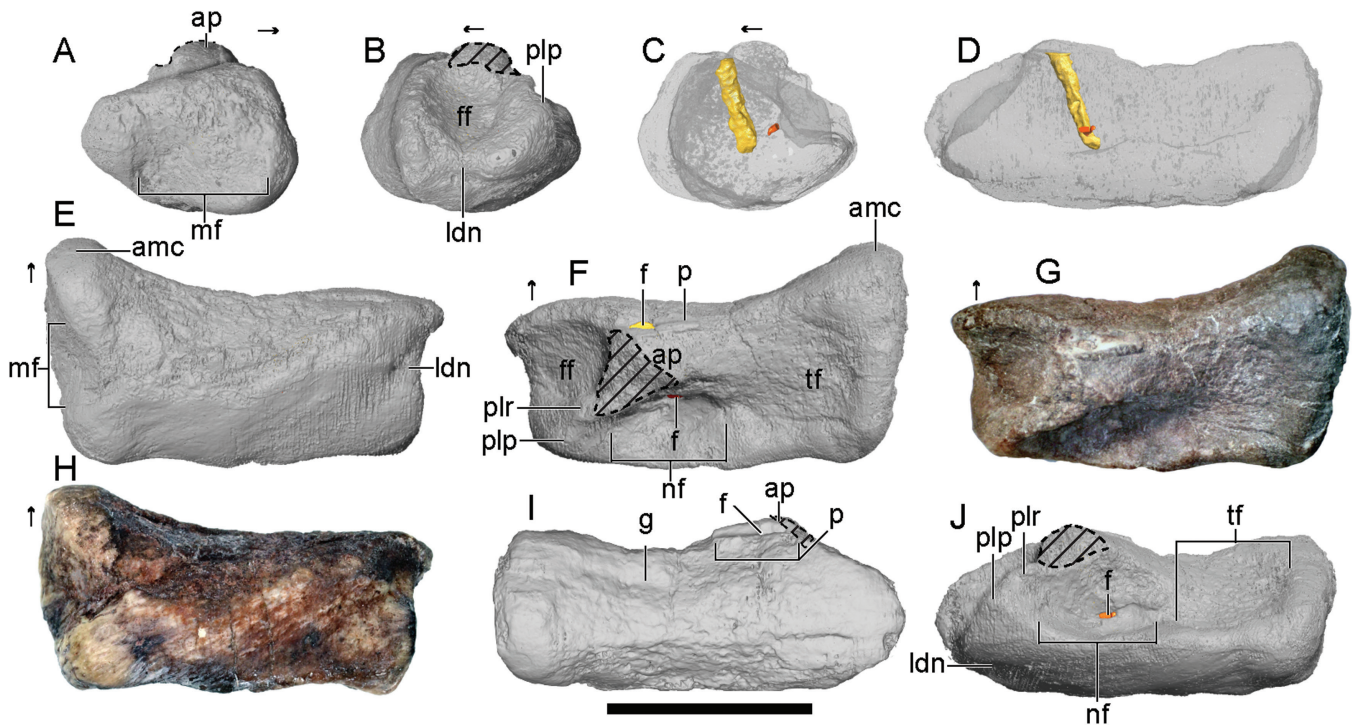 A
ap
→
mf
B
←
plp
ff
ldn
C
←
D
E
amc
↑
mf
ldn
F
↑
f
p
amc
ff
ap
tf
plr
plp
f
nf
G
↑
H
↑
I
g
f
ap
p
J
plp
plr
tf
f
ldn
nf